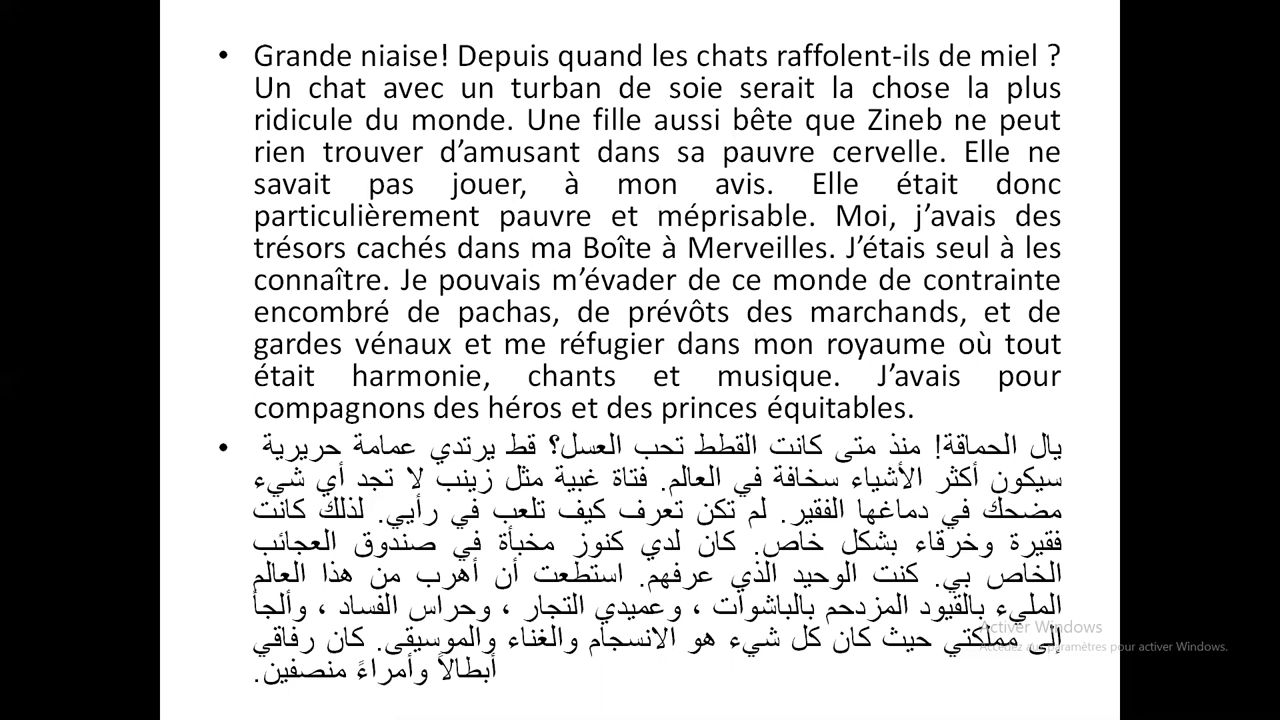 • Grande niaise! Depuis quand les chats raffolent-ils de miel ?
Un chat avec un turban de soie serait la chose la plus
ridicule du monde. Une fille aussi bête que Zineb ne peut
rien trouver d’amusant dans sa pauvre cervelle. Elle ne
savait pas jouer, à mon avis. Elle était donc
particulièrement pauvre et méprisable. Moi, j’avais des
trésors cachés dans ma Boîte à Merveilles. J’étais seul à les
connaître. Je pouvais m’évader de ce monde de contrainte
encombré de pachas, de prévôts des marchands, et de
gardes vénaux et me réfugier dans mon royaume où tout
était harmonie, chants et musique. J’avais pour
compagnons des héros et des princes équitables.
• يال الحماقة! منذ متى كانت القطط تحب العسل؟ قط يرتدي عمامة حريرية
سيكون أكثر الأشياء سخافة في العالم. فتاة غبية مثل زينب لا تجد أي شيء
مضحك في دماغها الفقير. لم تكن تعرف كيف تلعب في رأيي. لذلك كانت
فقيرة وخرقاء بشكل خاص. كان لدي كنوز مخبأة في صندوق العجائب
الخاص بي. كنت الوحيد الذي عرفهم. استطعت أن أهرب من هذا العالم
المليء بالقيود المزدحم بالباشوات ، وعميدي التجار ، وحراس الفساد ، وألجأ
إلى مملكتي حيث كان كل شيء هو الانسجام والغناء والموسيقى. كان رفاقي
أبطالاً وأمراءً منصفين.
Activer Windows
Accédez aux paramètres pour activer Windows.